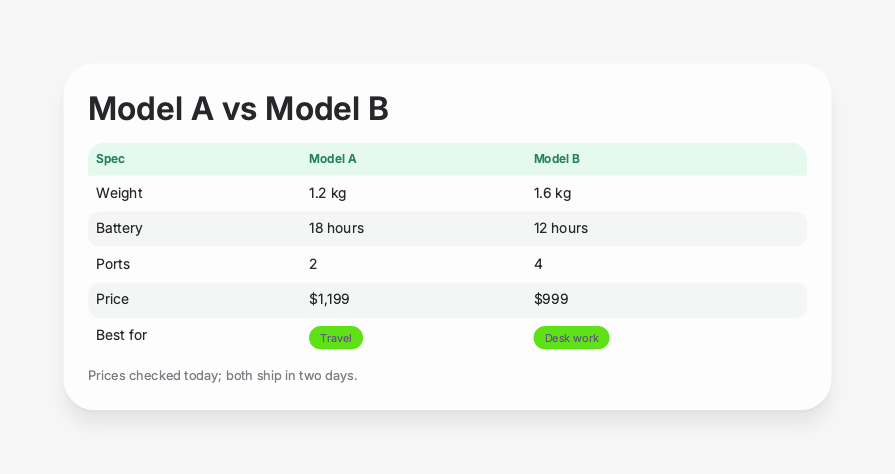 Model A vs Model B
Spec Model A Model B
Weight 1.2 kg 1.6 kg
Battery 18 hours 12 hours
Ports 2 4
Price $1,199 $999
Best for Travel Desk work
Prices checked today; both ship in two days.